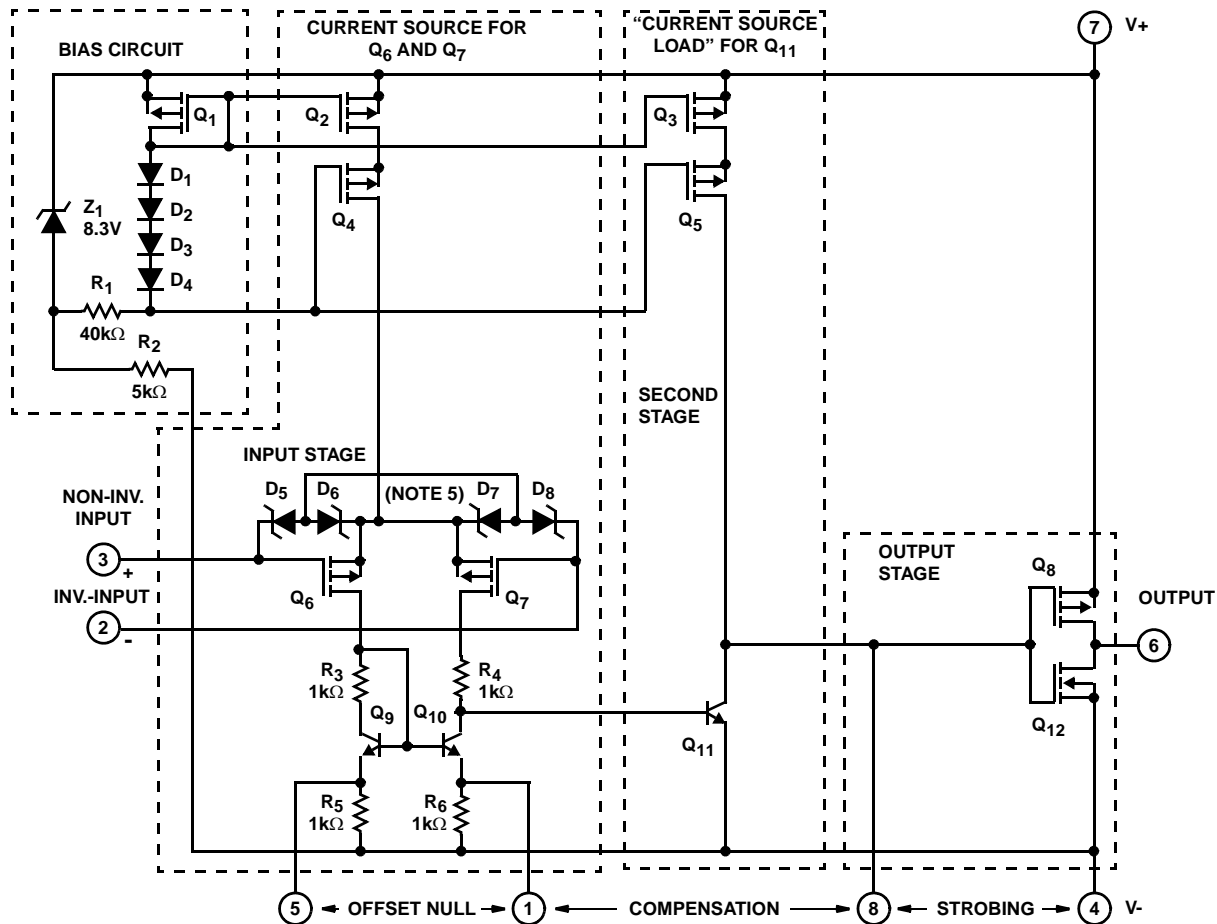 BIAS CIRCUIT
CURRENT SOURCE FOR
Q6 AND Q7
“CURRENT SOURCE
LOAD” FOR Q11
7
V+
Q1
Q2
Q3
D1
D2
D3
D4
Z1
8.3V
Q4
Q5
R1
40kΩ
R2
5kΩ
SECOND
STAGE
INPUT STAGE
D5
D6
(NOTE 5)
D7
D8
NON-INV.
INPUT
3
+
Q6
Q7
INV.-INPUT
2
-
OUTPUT
STAGE
Q8
OUTPUT
6
R3
1kΩ
R4
1kΩ
Q9
Q10
Q11
Q12
R5
1kΩ
R6
1kΩ
5
OFFSET NULL
1
COMPENSATION
8
STROBING
4
V-